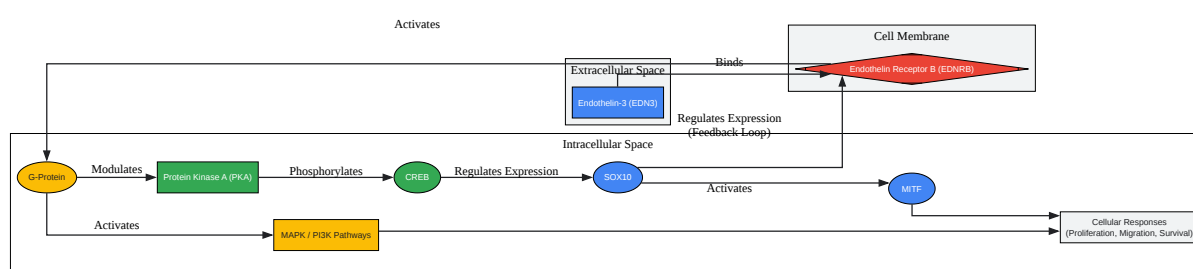 Activates
Cell Membrane
Binds
Endothelin Receptor B (EDNRB)
Extracellular Space
Endothelin-3 (EDN3)
Regulates Expression
(Feedback Loop)
Intracellular Space
G-Protein
Modulates
Protein Kinase A (PKA)
Phosphorylates
CREB
Regulates Expression
SOX10
Activates
MITF
Activates
MAPK / PI3K Pathways
Cellular Responses
(Proliferation, Migration, Survival)